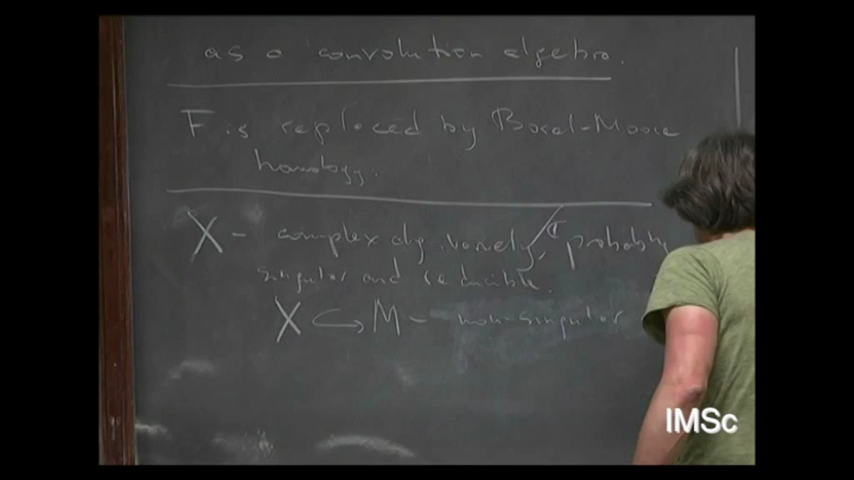 as a convolution algebra.
F is replaced by Borel-Moore
homology.
X - complex alg. variety/ℂ, probably
singular and reducible.
X ↪ M - non-singular
IMSc